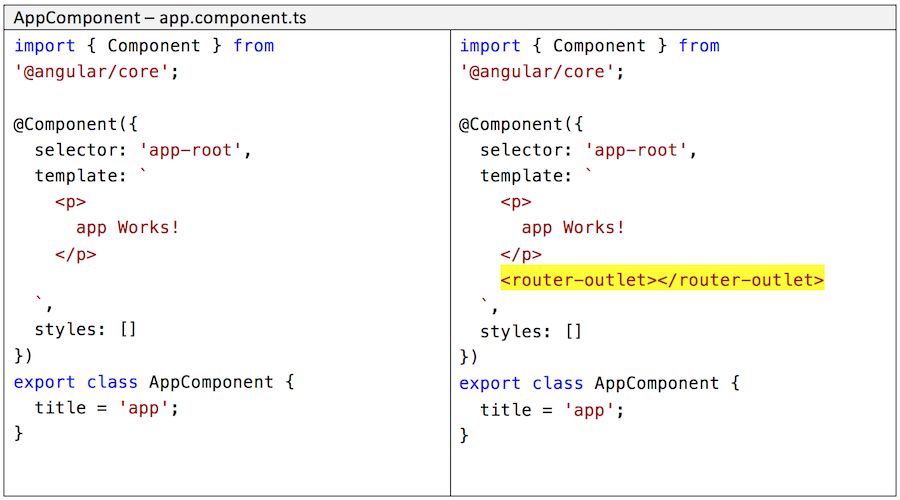 AppComponent – app.component.ts
import { Component } from
'@angular/core';

@Component({
  selector: 'app-root',
  template: `
    <p>
      app Works!
    </p>

  `,
  styles: []
})
export class AppComponent {
  title = 'app';
}
import { Component } from
'@angular/core';

@Component({
  selector: 'app-root',
  template: `
    <p>
      app Works!
    </p>
    <router-outlet></router-outlet>
  `,
  styles: []
})
export class AppComponent {
  title = 'app';
}